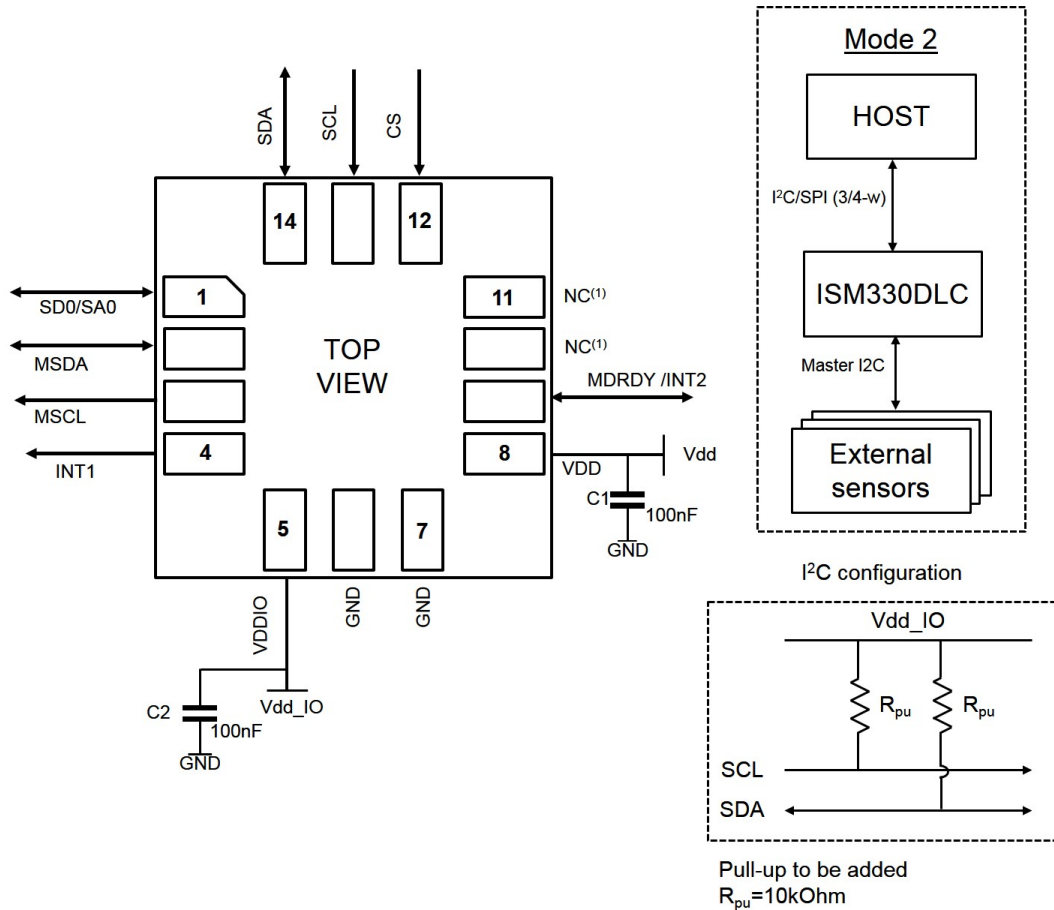 SDA
SCL
CS
14
12
1
11
SD0/SA0
NC(1)
MSDA
NC(1)
TOP
VIEW
MDRDY /INT2
MSCL
4
8
INT1
VDD
Vdd
C1
100nF
GND
5
7
VDDIO
GND
GND
C2
100nF
Vdd_IO
GND
Mode 2
HOST
I²C/SPI (3/4-w)
ISM330DLC
Master I2C
External
sensors
I²C configuration
Vdd_IO
Rpu
Rpu
SCL
SDA
Pull-up to be added
Rpu=10kOhm